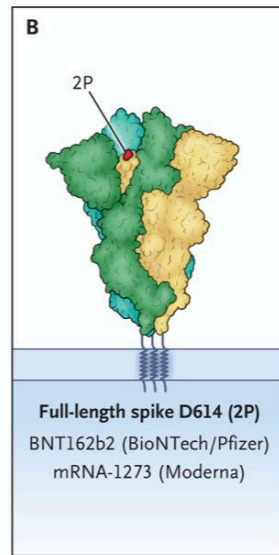 B
2P
Full-length spike D614 (2P)
BNT162b2 (BioNTech/Pfizer)
mRNA-1273 (Moderna)